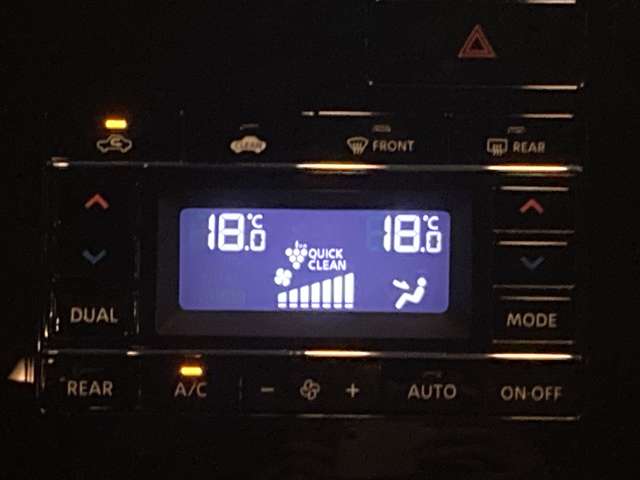 FRONT REAR
18.0°C 18.0°C
QUICK
CLEAN
DUAL MODE
REAR A/C − + AUTO ON·OFF